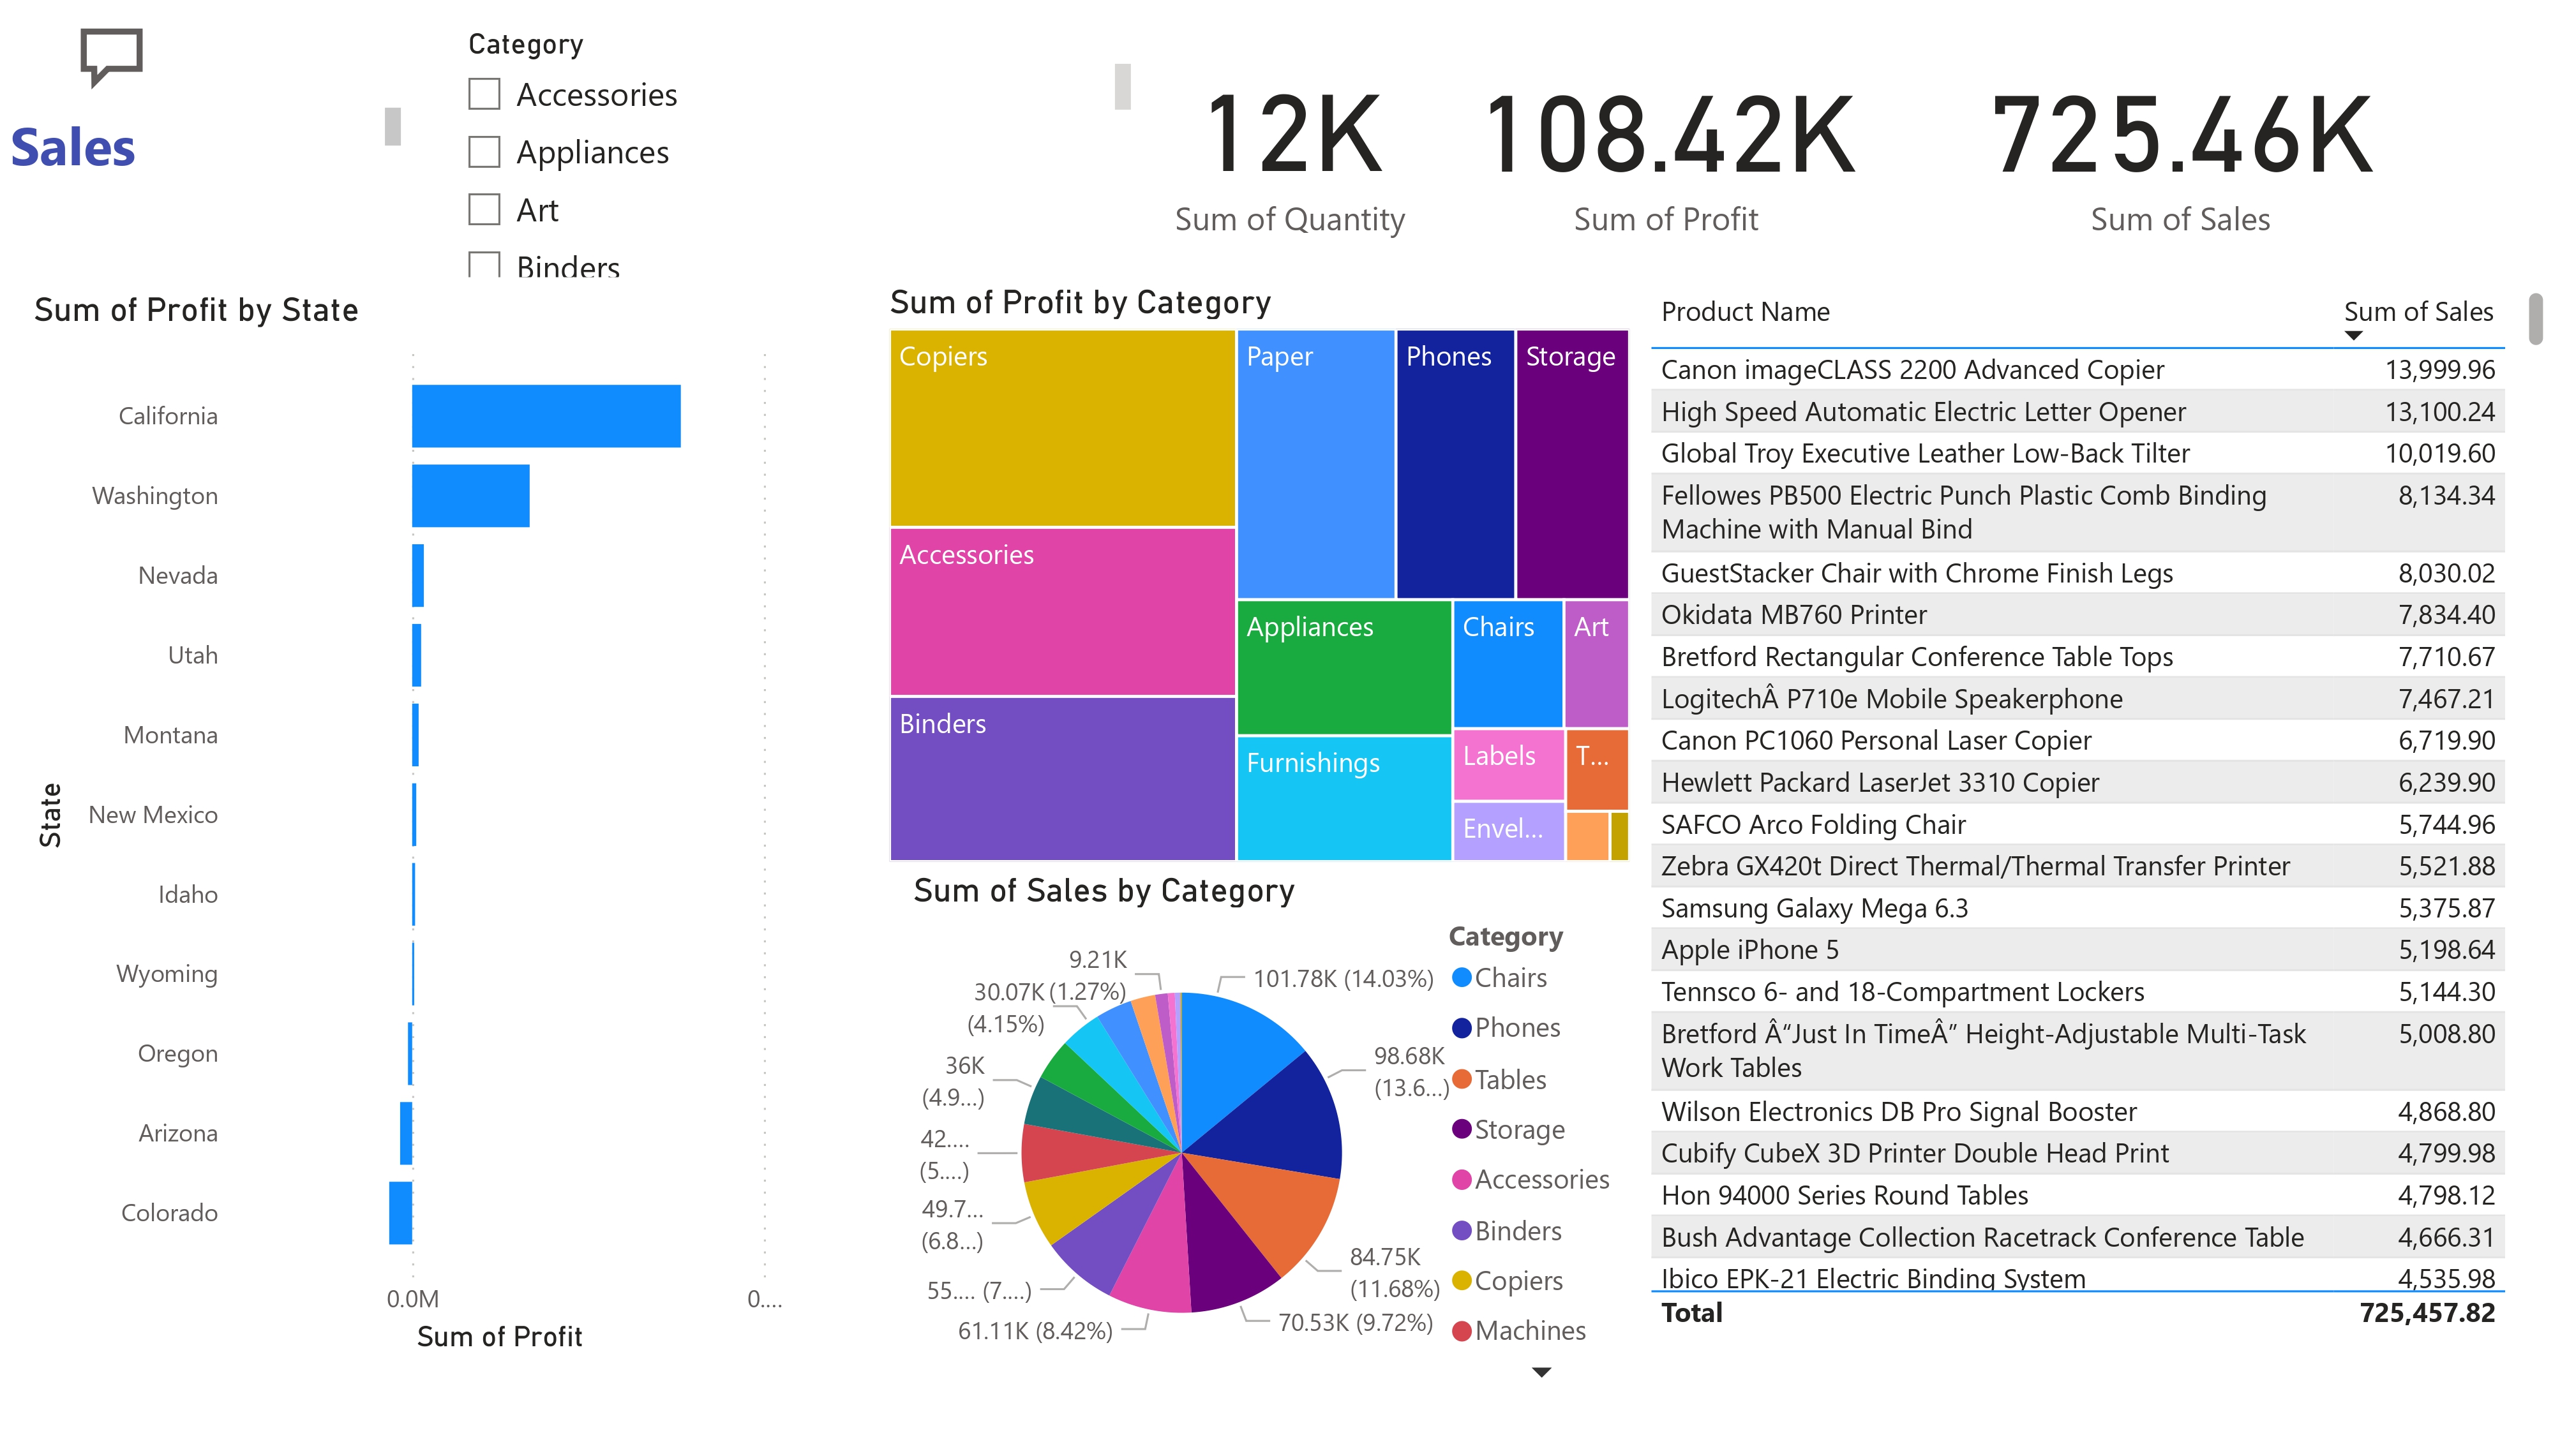 Sales
Category
Accessories
Appliances
Art
Binders
12K
Sum of Quantity
108.42K
Sum of Profit
725.46K
Sum of Sales
Sum of Profit by State
State
California
Washington
Nevada
Utah
Montana
New Mexico
Idaho
Wyoming
Oregon
Arizona
Colorado
0.0M
0....
Sum of Profit
Sum of Profit by Category
Copiers
Accessories
Binders
Paper
Phones
Storage
Appliances
Furnishings
Chairs
Art
Labels
T...
Envel...
Sum of Sales by Category
101.78K (14.03%)
98.68K
(13.6...)
84.75K
(11.68%)
70.53K (9.72%)
61.11K (8.42%)
55.... (7....)
49.7...
(6.8...)
42....
(5....)
36K
(4.9...)
30.07K
(4.15%)
9.21K
(1.27%)
Category
Chairs
Phones
Tables
Storage
Accessories
Binders
Copiers
Machines
Product Name Sum of Sales
Canon imageCLASS 2200 Advanced Copier 13,999.96
High Speed Automatic Electric Letter Opener 13,100.24
Global Troy Executive Leather Low-Back Tilter 10,019.60
Fellowes PB500 Electric Punch Plastic Comb Binding 8,134.34
Machine with Manual Bind
GuestStacker Chair with Chrome Finish Legs 8,030.02
Okidata MB760 Printer 7,834.40
Bretford Rectangular Conference Table Tops 7,710.67
LogitechÂ P710e Mobile Speakerphone 7,467.21
Canon PC1060 Personal Laser Copier 6,719.90
Hewlett Packard LaserJet 3310 Copier 6,239.90
SAFCO Arco Folding Chair 5,744.96
Zebra GX420t Direct Thermal/Thermal Transfer Printer 5,521.88
Samsung Galaxy Mega 6.3 5,375.87
Apple iPhone 5 5,198.64
Tennsco 6- and 18-Compartment Lockers 5,144.30
Bretford Â“Just In TimeÂ” Height-Adjustable Multi-Task 5,008.80
Work Tables
Wilson Electronics DB Pro Signal Booster 4,868.80
Cubify CubeX 3D Printer Double Head Print 4,799.98
Hon 94000 Series Round Tables 4,798.12
Bush Advantage Collection Racetrack Conference Table 4,666.31
Ibico EPK-21 Electric Binding System 4,535.98
Total 725,457.82